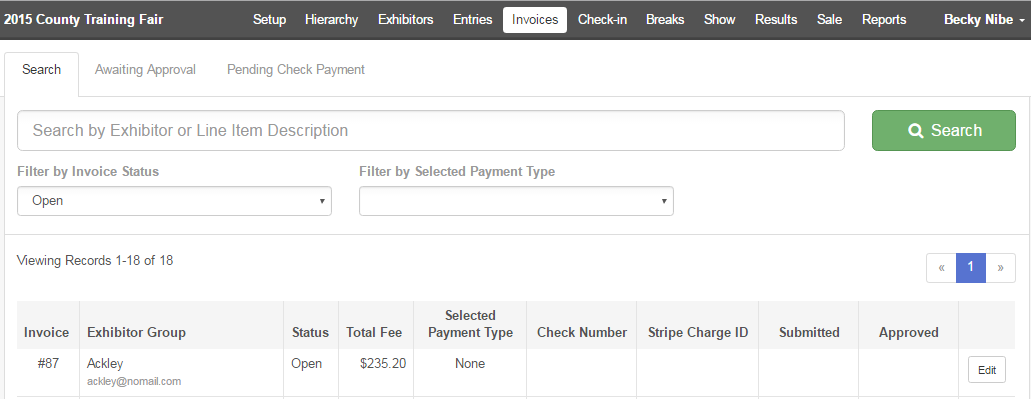 2015 County Training Fair Setup Hierarchy Exhibitors Entries Invoices Check-in Breaks Show Results Sale Reports Becky Nibe
Search Awaiting Approval Pending Check Payment
Search by Exhibitor or Line Item Description Search
Filter by Invoice Status Filter by Selected Payment Type
Open
Viewing Records 1-18 of 18 « 1 »
Selected
Invoice Exhibitor Group Status Total Fee Payment Type Check Number Stripe Charge ID Submitted Approved
#87 Ackley Open $235.20 None Edit
ackley@nomail.com